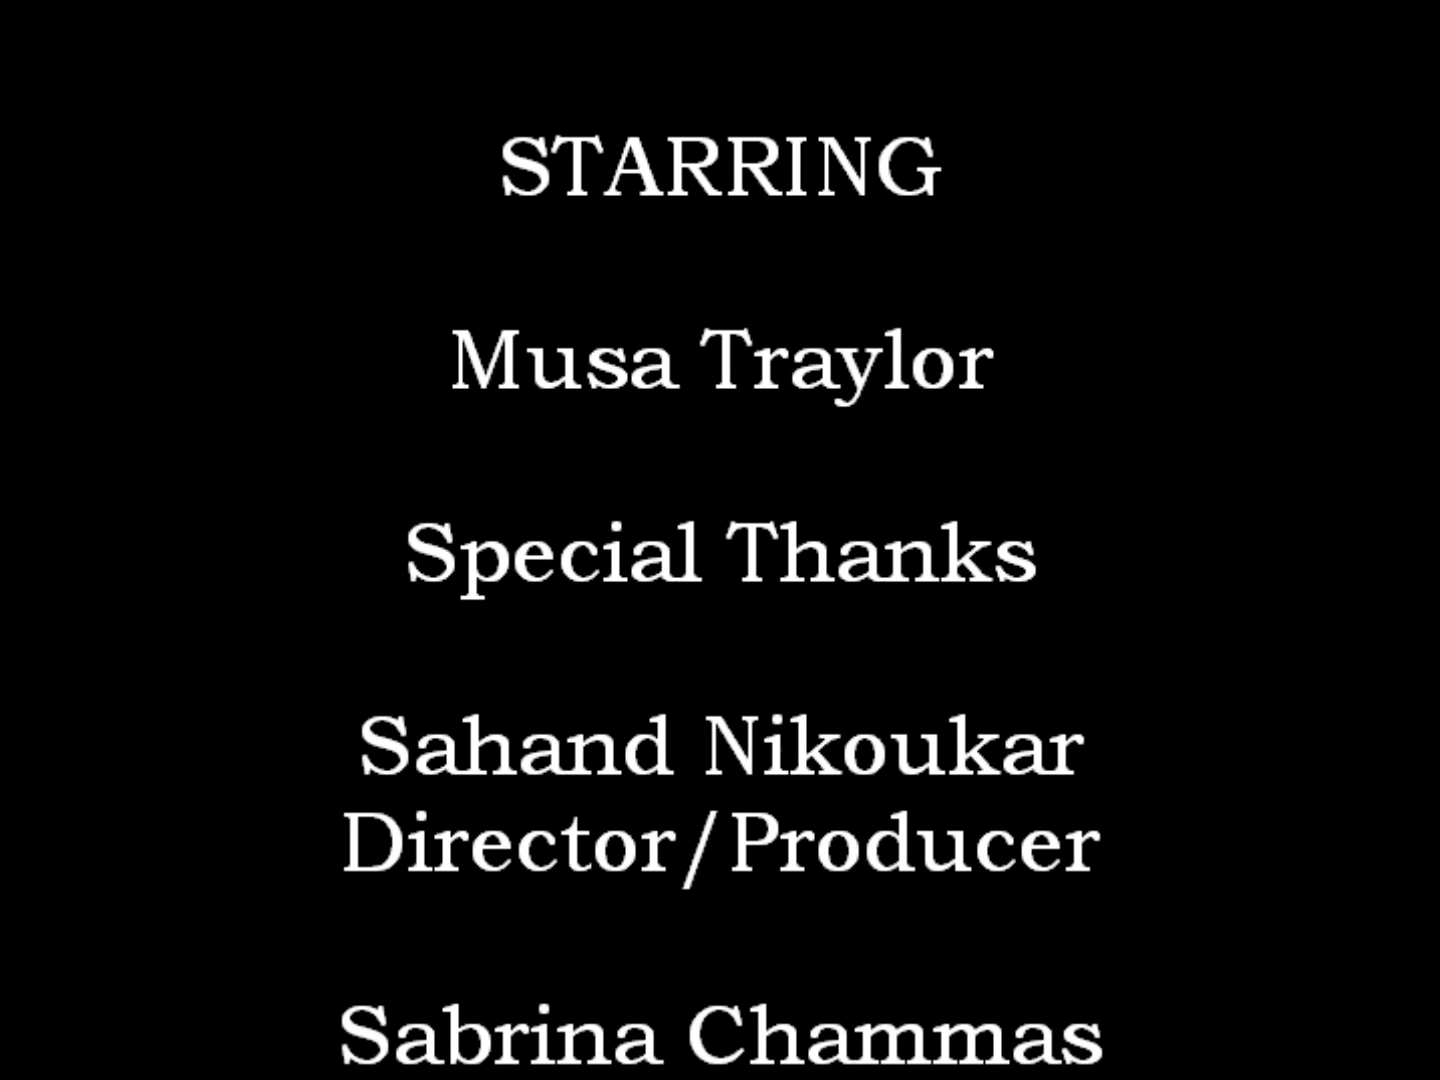 STARRING
Musa Traylor
Special Thanks
Sahand Nikoukar
Director/Producer
Sabrina Chammas